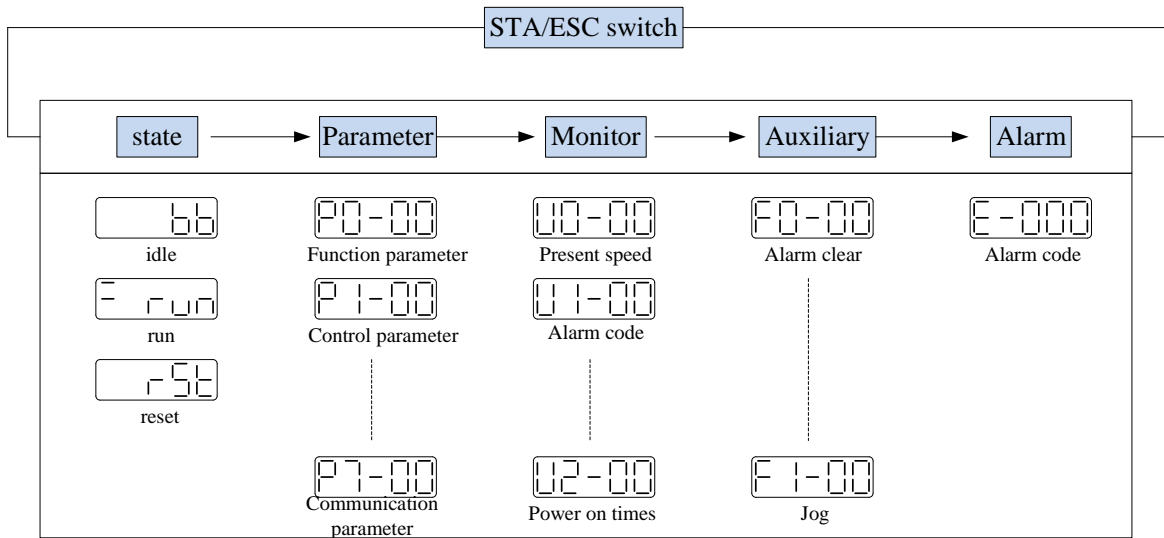 STA/ESC switch
state Parameter Monitor Auxiliary Alarm
bb P0-00 U0-00 F0-00 E-000
idle Function parameter Present speed Alarm clear Alarm code
run P1-00 U1-00
run Control parameter Alarm code
rSt
reset
P7-00 U2-00 F1-00
Communication parameter Power on times Jog